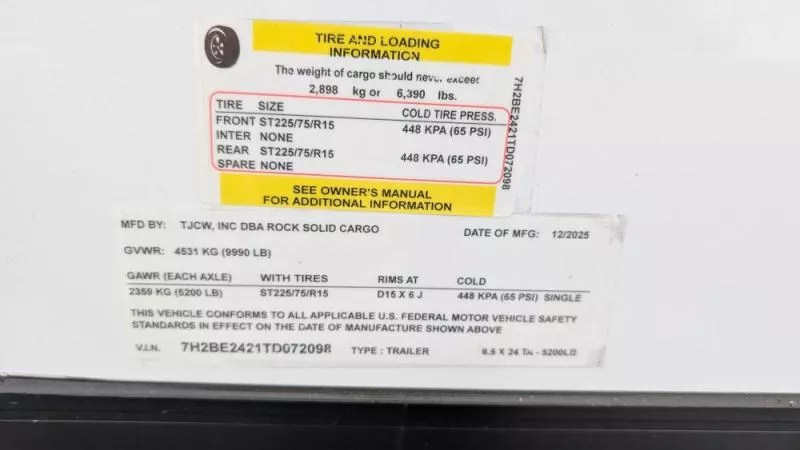 TIRE AND LOADING
INFORMATION
The weight of cargo should never exceed
2,898 kg or 6,390 lbs.
TIRE SIZE COLD TIRE PRESS.
FRONT ST225/75/R15 448 KPA (65 PSI)
INTER NONE
REAR ST225/75/R15 448 KPA (65 PSI)
SPARE NONE
SEE OWNER'S MANUAL
FOR ADDITIONAL INFORMATION
7H2BE2421TD072098
MFD BY: TJCW, INC DBA ROCK SOLID CARGO DATE OF MFG: 12/2025
GVWR: 4531 KG (9990 LB)
GAWR (EACH AXLE) WITH TIRES RIMS AT COLD
2359 KG (5200 LB) ST225/75/R15 D15 X 6 J 448 KPA (65 PSI) SINGLE
THIS VEHICLE CONFORMS TO ALL APPLICABLE U.S. FEDERAL MOTOR VEHICLE SAFETY
STANDARDS IN EFFECT ON THE DATE OF MANUFACTURE SHOWN ABOVE
V.I.N. 7H2BE2421TD072098 TYPE : TRAILER 8.5 X 24 TA - 5200LB